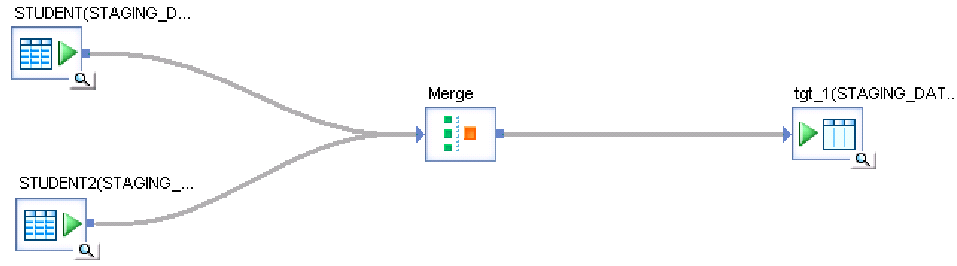 STUDENT(STAGING_D...
Merge
tgt_1(STAGING_DAT...
STUDENT2(STAGING_...